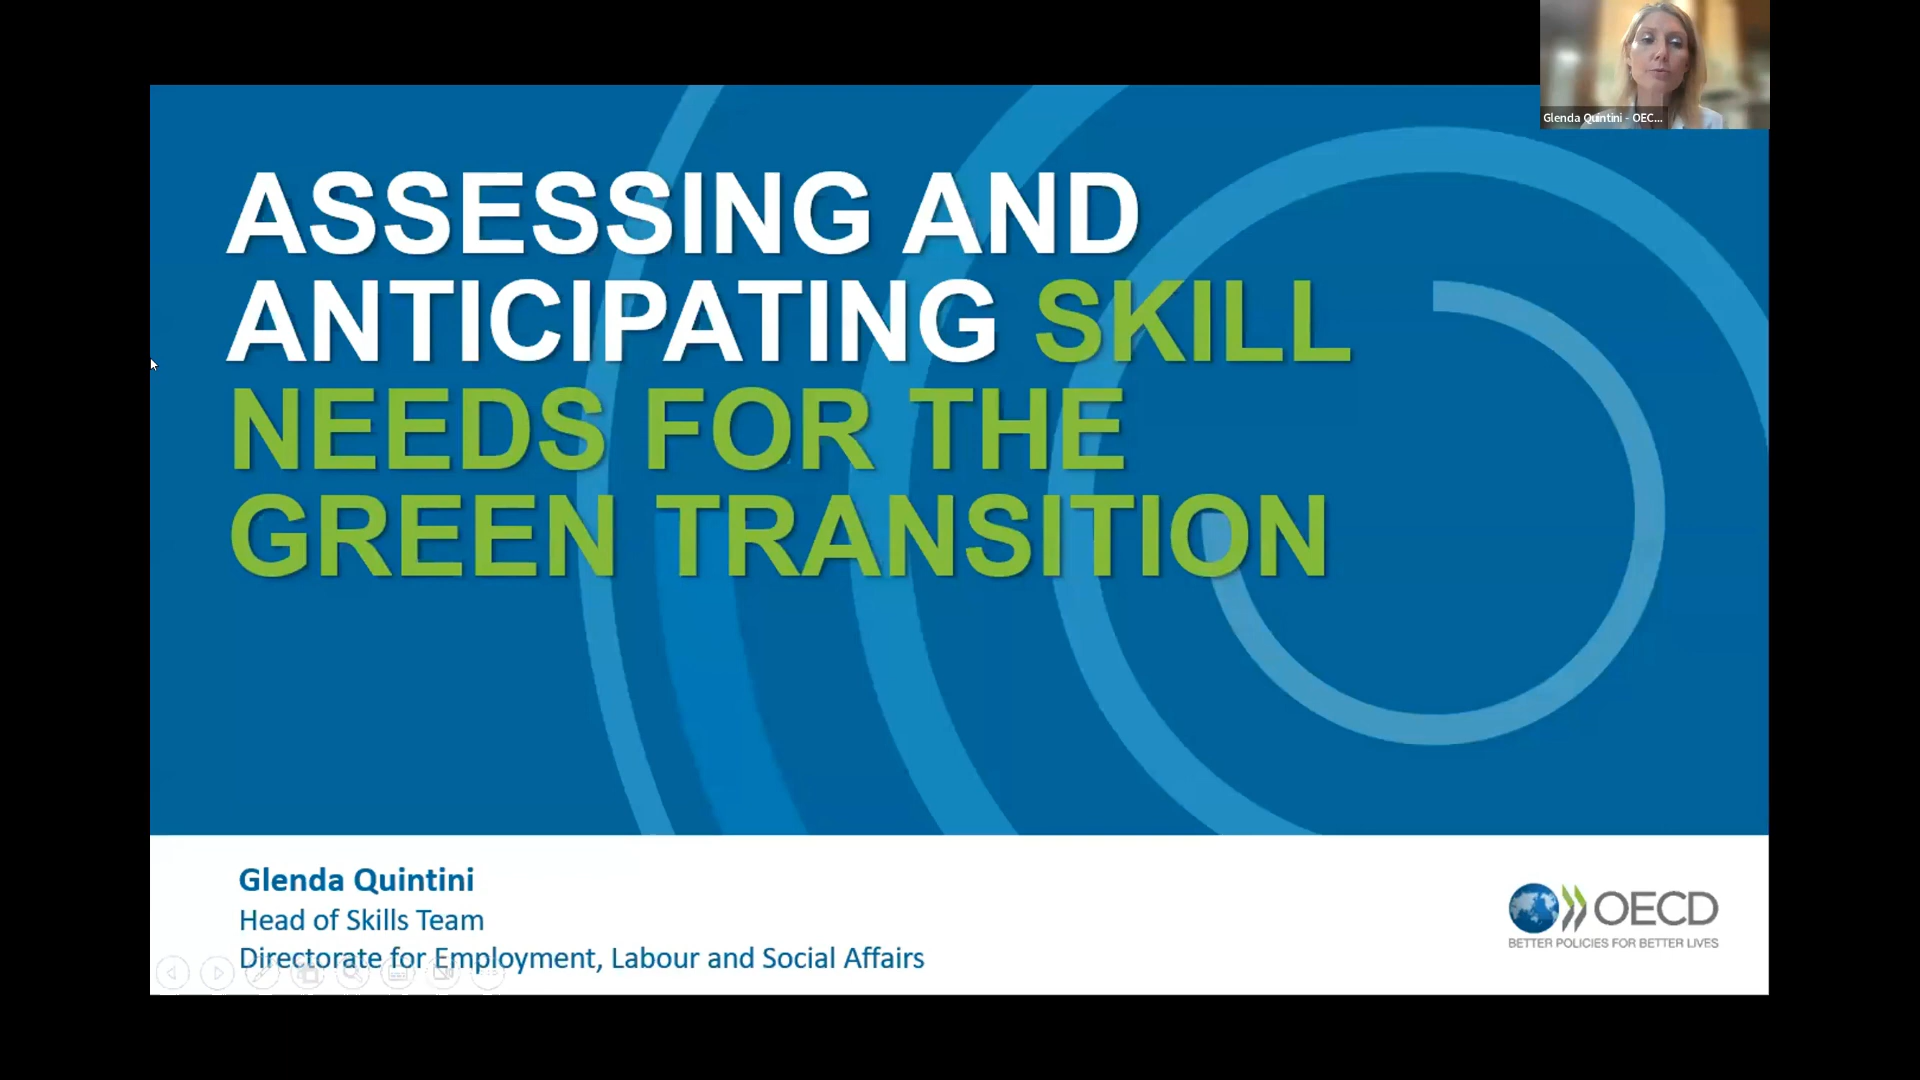 Glenda Quintini - OEC...
ASSESSING AND
ANTICIPATING SKILL
NEEDS FOR THE
GREEN TRANSITION
Glenda Quintini
Head of Skills Team
Directorate for Employment, Labour and Social Affairs
OECD
BETTER POLICIES FOR BETTER LIVES